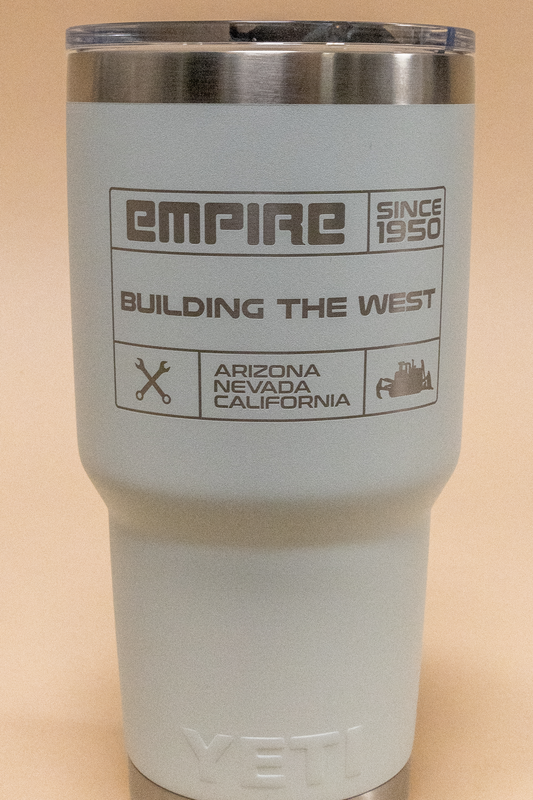 EMPIRE
SINCE
1950
BUILDING THE WEST
ARIZONA
NEVADA
CALIFORNIA
YETI